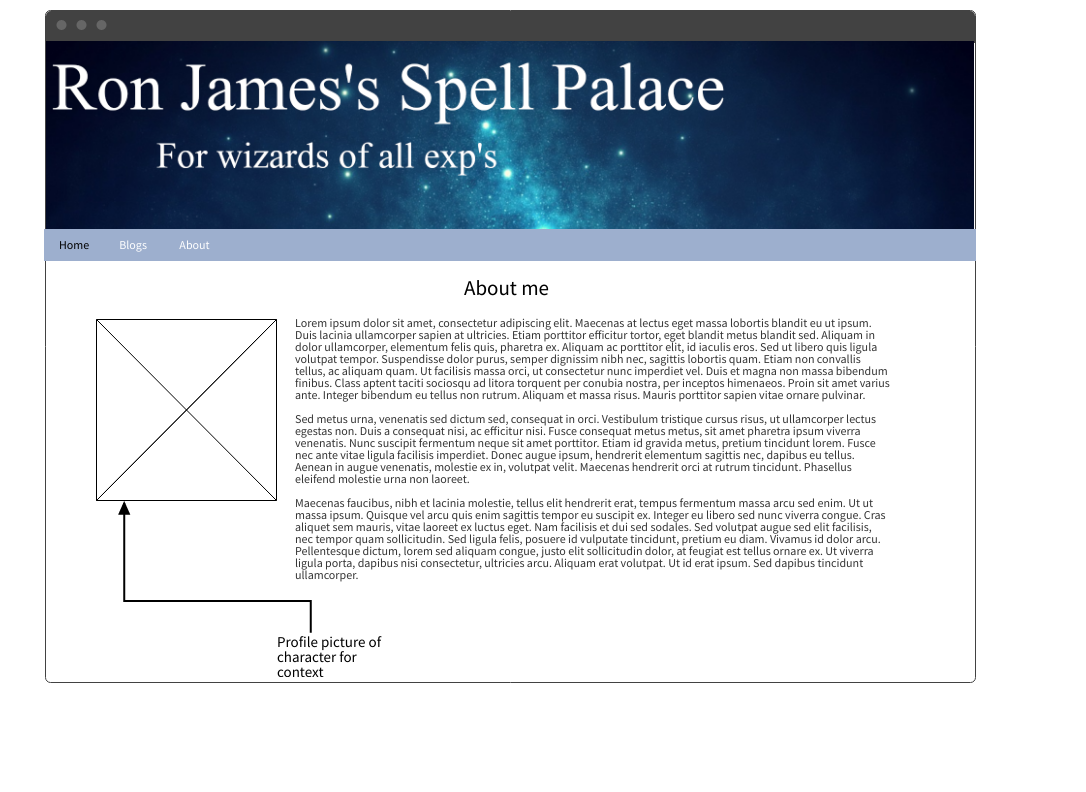 Ron James's Spell Palace
For wizards of all exp's
Home Blogs About
About me
Lorem ipsum dolor sit amet, consectetur adipiscing elit. Maecenas at lectus eget massa lobortis blandit eu ut ipsum.
Duis lacinia ullamcorper sapien at ultricies. Etiam porttitor efficitur tortor, eget blandit metus blandit sed. Aliquam in
dolor ullamcorper, elementum felis quis, pharetra ex. Aliquam ac porttitor elit, id iaculis eros. Sed ut libero quis ligula
volutpat tempor. Suspendisse dolor purus, semper dignissim nibh nec, sagittis lobortis quam. Etiam non convallis
tellus, ac aliquam quam. Ut facilisis massa orci, ut consectetur nunc imperdiet vel. Duis et magna non massa bibendum
finibus. Class aptent taciti sociosqu ad litora torquent per conubia nostra, per inceptos himenaeos. Proin sit amet varius
ante. Integer bibendum eu tellus non rutrum. Aliquam et massa risus. Mauris porttitor sapien vitae ornare pulvinar.
Sed metus urna, venenatis sed dictum sed, consequat in orci. Vestibulum tristique cursus risus, ut ullamcorper lectus
egestas non. Duis a consequat nisi, ac efficitur nisi. Fusce consequat metus metus, sit amet pharetra ipsum viverra
venenatis. Nunc suscipit fermentum neque sit amet porttitor. Etiam id gravida metus, pretium tincidunt lorem. Fusce
nec ante vitae ligula facilisis imperdiet. Donec augue ipsum, hendrerit elementum sagittis nec, dapibus eu tellus.
Aenean in augue venenatis, molestie ex in, volutpat velit. Maecenas hendrerit orci at rutrum tincidunt. Phasellus
eleifend molestie urna non laoreet.
Maecenas faucibus, nibh et lacinia molestie, tellus elit hendrerit erat, tempus fermentum massa arcu sed enim. Ut ut
massa ipsum. Quisque vel arcu quis enim sagittis tempor eu suscipit ex. Integer eu libero sed nunc viverra congue. Cras
aliquet sem mauris, vitae laoreet ex luctus eget. Nam facilisis et dui sed sodales. Sed volutpat augue sed elit facilisis,
nec tempor quam sollicitudin. Sed ligula felis, posuere id vulputate tincidunt, pretium eu diam. Vivamus id dolor arcu.
Pellentesque dictum, lorem sed aliquam congue, justo elit sollicitudin dolor, at feugiat est tellus ornare ex. Ut viverra
ligula porta, dapibus nisi consectetur, ultricies arcu. Aliquam erat volutpat. Ut id erat ipsum. Sed dapibus tincidunt
ullamcorper.
Profile picture of
character for
context